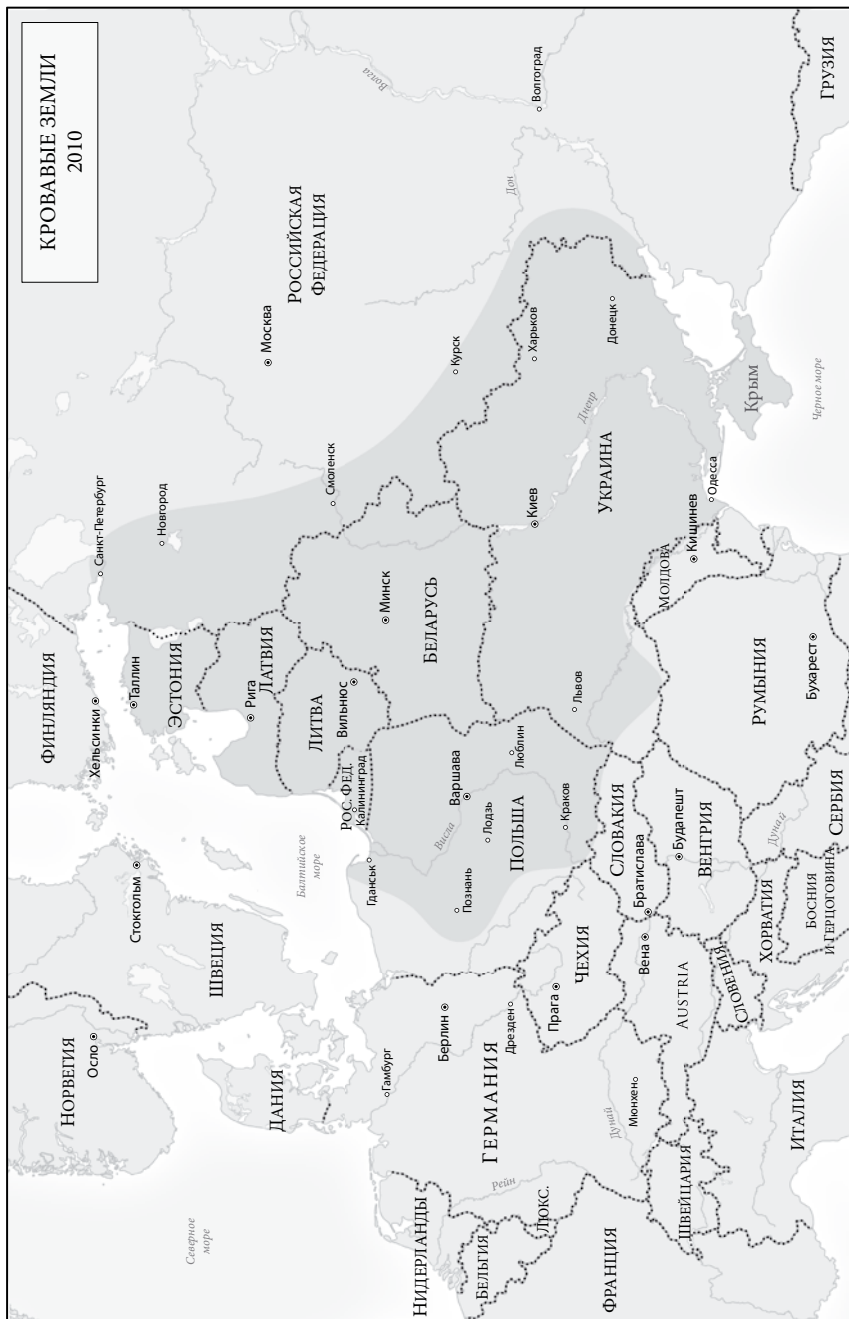 КРОВАВЫЕ ЗЕМЛИ
2010
НОРВЕГИЯ
Осло
ШВЕЦИЯ
Стокгольм
ФИНЛЯНДИЯ
Хельсинки
Санкт-Петербург
Новгород
Таллин
ЭСТОНИЯ
Северное
море
ДАНИЯ
Балтийское
море
Рига
ЛАТВИЯ
ЛИТВА
Вильнюс
РОС. ФЕД.
Калининград
Смоленск
Москва
РОССИЙСКАЯ
ФЕДЕРАЦИЯ
Волга
НИДЕРЛАНДЫ
Гамбург
Гданьск
Минск
БЕЛАРУСЬ
БЕЛЬГИЯ
ЛЮКС.
Рейн
ГЕРМАНИЯ
Берлин
Дрезден
Познань
Висла
Варшава
Лодзь
ПОЛЬША
Люблин
Краков
Курск
Дон
Волгоград
Харьков
Донецк
Киев
Днепр
УКРАИНА
Львов
Прага
ЧЕХИЯ
ФРАНЦИЯ
Дунай
Мюнхен
Вена
AUSTRIA
Братислава
СЛОВАКИЯ
Будапешт
ВЕНГРИЯ
МОЛДОВА
Кишинев
Одесса
Крым
Черное море
ГРУЗИЯ
ШВЕЙЦАРИЯ
ИТАЛИЯ
СЛОВЕНИЯ
ХОРВАТИЯ
БОСНИЯ
И ГЕРЦОГОВИНА
Дунай
СЕРБИЯ
РУМЫНИЯ
Бухарест